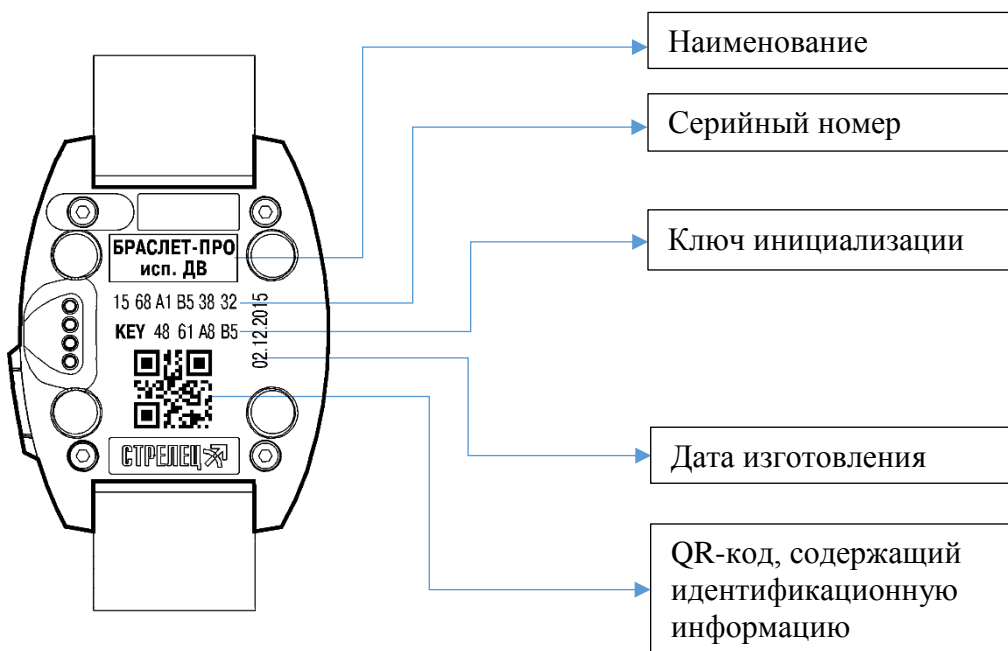 Наименование
Серийный номер
Ключ инициализации
Дата изготовления
QR-код, содержащий
идентификационную
информацию
БРАСЛЕТ-ПРО
исп. ДВ
15 68 A1 B5 38 32
KEY 48 61 A8 B5
02.12.2015
СТРЕЛЕЦ